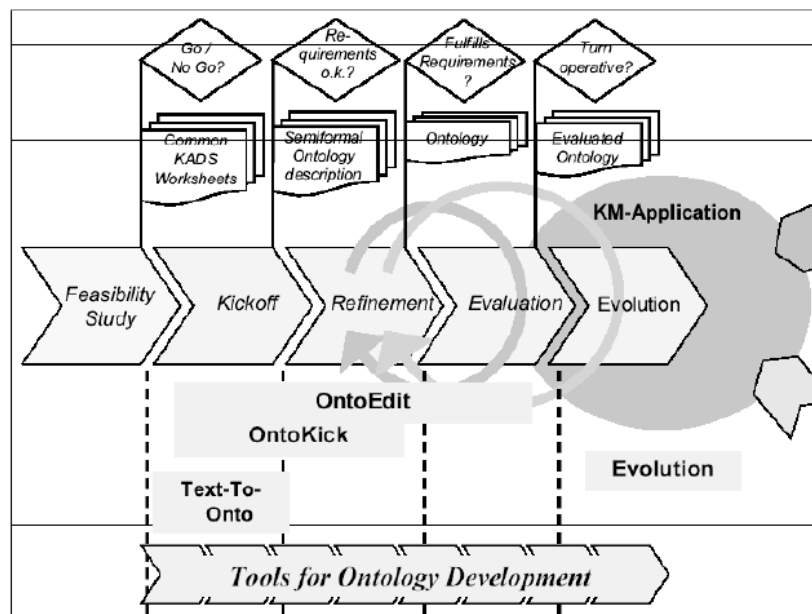 Go /
No Go?
Re-
quirements
o.k.?
Fulfills
Requirements
?
Turn
operative?
Common
KADS
Worksheets
Semiformal
Ontology
description
Ontology
Evaluated
Ontology
KM-Application
Feasibility
Study
Kickoff
Refinement
Evaluation
Evolution
OntoEdit
OntoKick
Evolution
Text-To-
Onto
Tools for Ontology Development